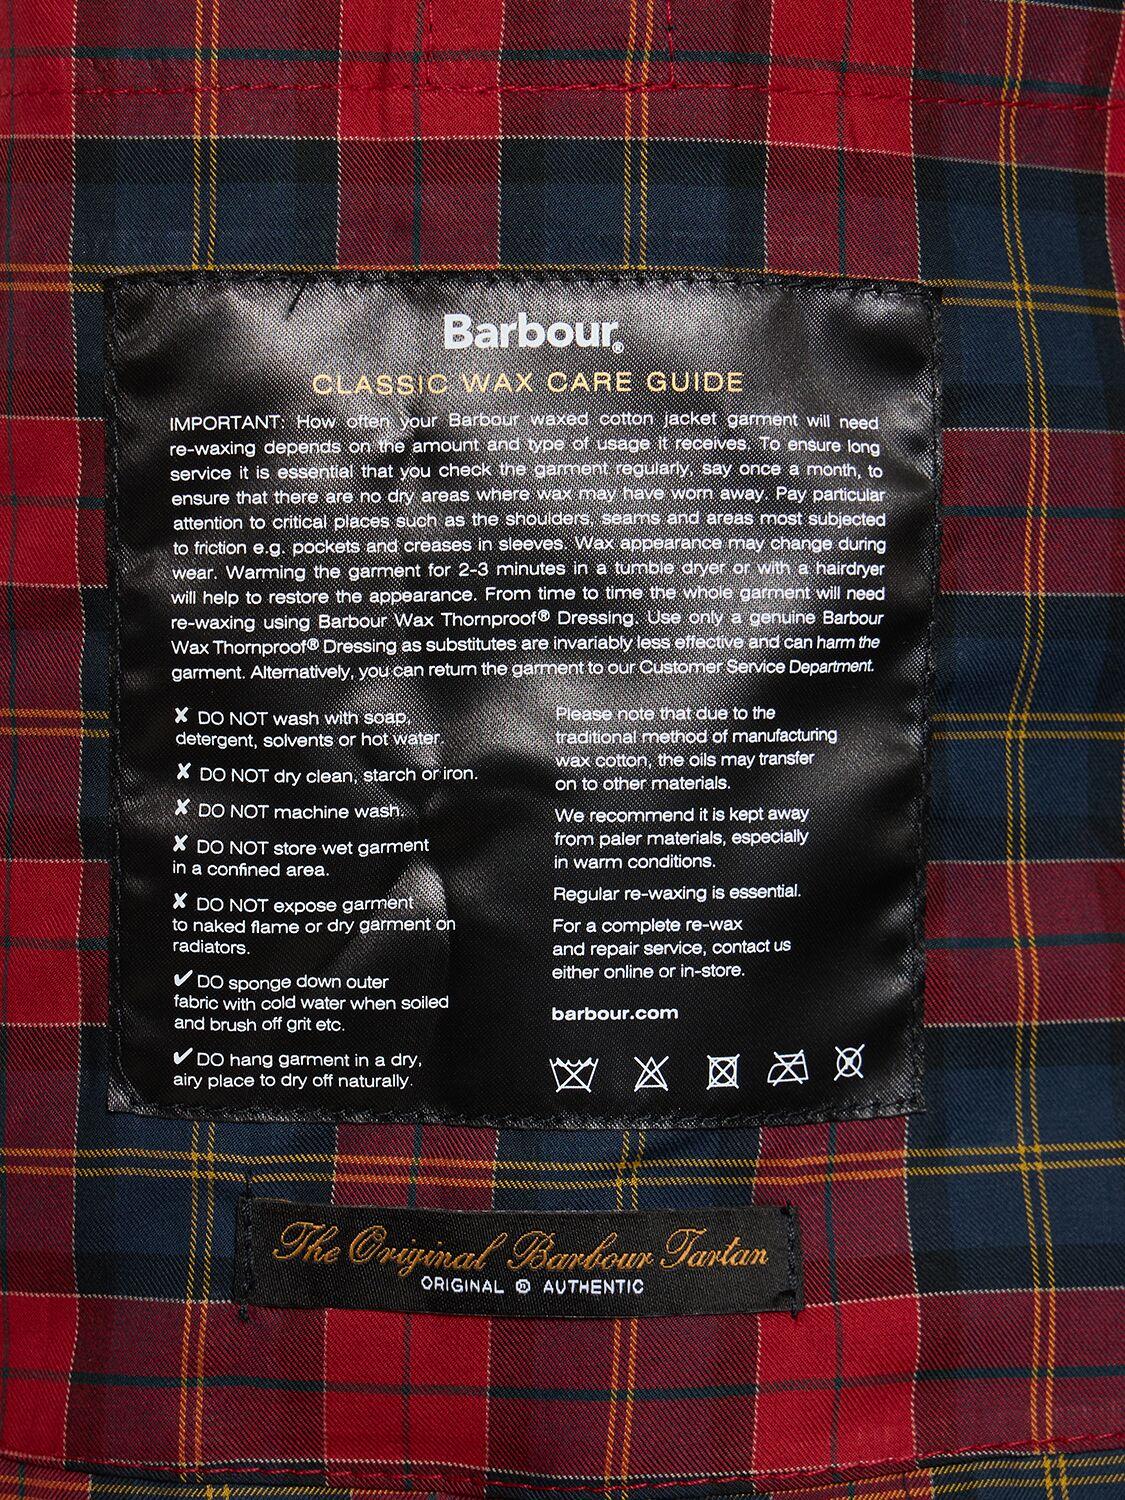 Barbour®
CLASSIC WAX CARE GUIDE
IMPORTANT: How often your Barbour waxed cotton jacket garment will need
re-waxing depends on the amount and type of usage it receives. To ensure long
service it is essential that you check the garment regularly, say once a month, to
ensure that there are no dry areas where wax may have worn away. Pay particular
attention to critical places such as the shoulders, seams and areas most subjected
to friction e.g. pockets and creases in sleeves. Wax appearance may change during
wear. Warming the garment for 2-3 minutes in a tumble dryer or with a hairdryer
will help to restore the appearance. From time to time the whole garment will need
re-waxing using Barbour Wax Thornproof® Dressing. Use only a genuine Barbour
Wax Thornproof® Dressing as substitutes are invariably less effective and can harm the
garment. Alternatively, you can return the garment to our Customer Service Department.
✘ DO NOT wash with soap,
detergent, solvents or hot water.
✘ DO NOT dry clean, starch or iron.
✘ DO NOT machine wash.
✘ DO NOT store wet garment
in a confined area.
✘ DO NOT expose garment
to naked flame or dry garment on
radiators.
✔ DO sponge down outer
fabric with cold water when soiled
and brush off grit etc.
✔ DO hang garment in a dry,
airy place to dry off naturally.
Please note that due to the
traditional method of manufacturing
wax cotton, the oils may transfer
on to other materials.
We recommend it is kept away
from paler materials, especially
in warm conditions.
Regular re-waxing is essential.
For a complete re-wax
and repair service, contact us
either online or in-store.
barbour.com
The Original Barbour Tartan
ORIGINAL ® AUTHENTIC